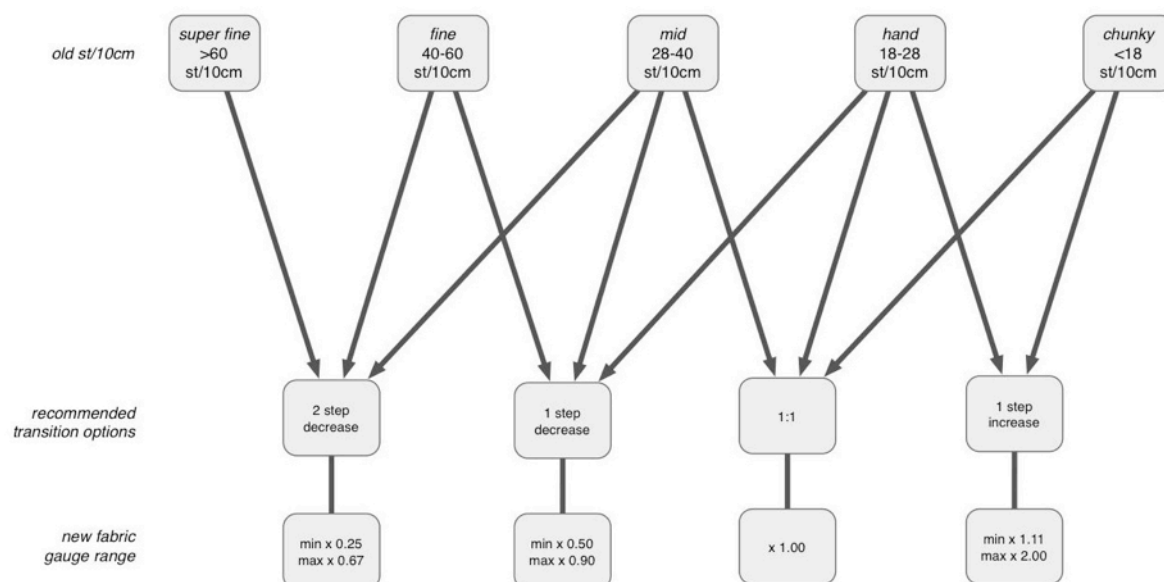 old st/10cm
super fine
>60
st/10cm
fine
40-60
st/10cm
mid
28-40
st/10cm
hand
18-28
st/10cm
chunky
<18
st/10cm
recommended
transition options
2 step
decrease
1 step
decrease
1:1
1 step
increase
new fabric
gauge range
min x 0.25
max x 0.67
min x 0.50
max x 0.90
x 1.00
min x 1.11
max x 2.00